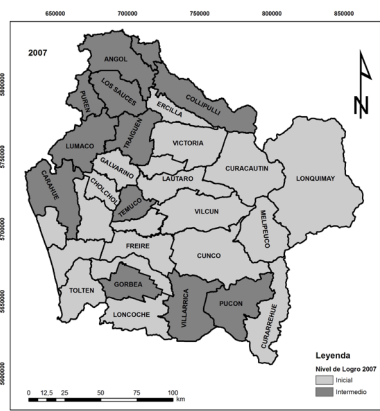 650000 700000 750000 800000 850000
2007
N
5800000
5750000
5700000
5650000
5600000
ANGOL
LOS SAUCES
PUREN
COLLIPULLI
ERCILLA
LUMACO
TRAIGUEN
VICTORIA
CURACAUTIN
LONQUIMAY
GALVARINO
LAUTARO
CARAHUE
CHOLCHOL
TEMUCO
VILCUN
MELIPEUCO
FREIRE
CUNCO
TOLTEN
GORBEA
VILLARRICA
PUCON
CURARREHUE
LONCOCHE
Leyenda
Nivel de Logro 2007
Inicial
Intermedio
0 12,5 25 50 75 100
km